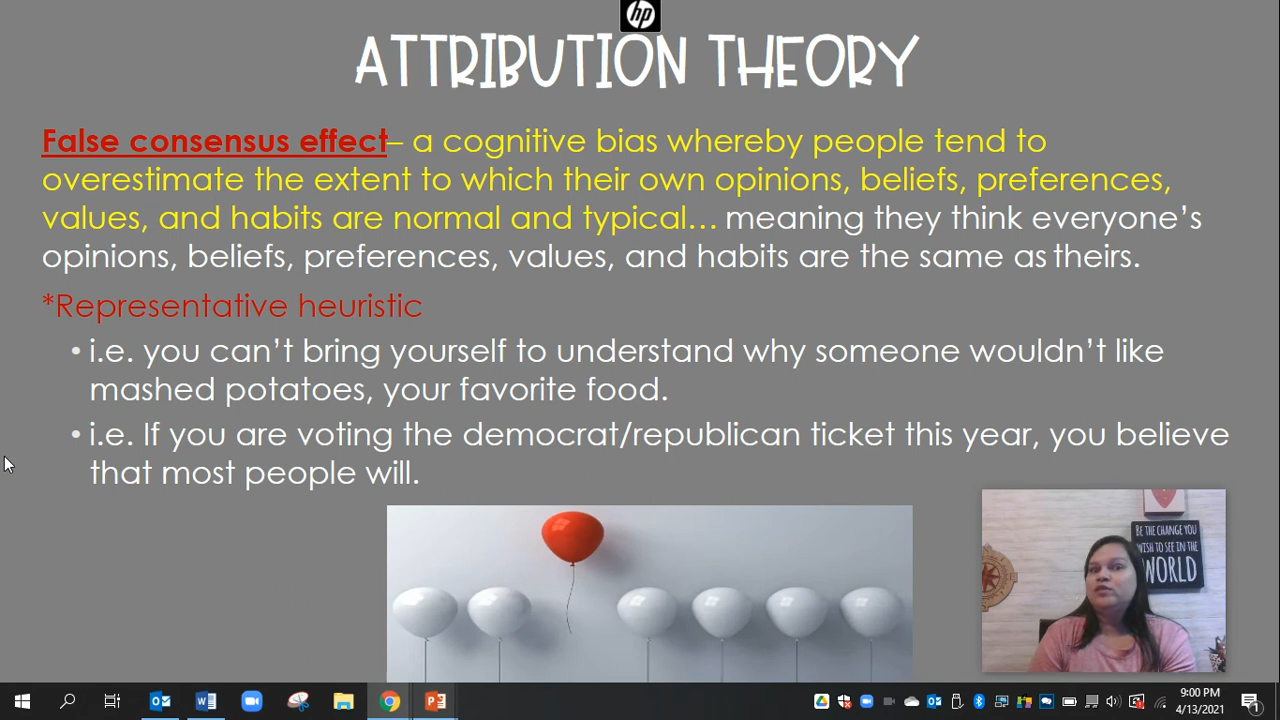 hp
ATTRIBUTION THEORY
False consensus effect– a cognitive bias whereby people tend to
overestimate the extent to which their own opinions, beliefs, preferences,
values, and habits are normal and typical… meaning they think everyone’s
opinions, beliefs, preferences, values, and habits are the same as theirs.
*Representative heuristic
• i.e. you can’t bring yourself to understand why someone wouldn’t like
mashed potatoes, your favorite food.
• i.e. If you are voting the democrat/republican ticket this year, you believe
that most people will.
BE THE CHANGE YOU
WISH TO SEE IN THE
WORLD
9:00 PM
4/13/2021